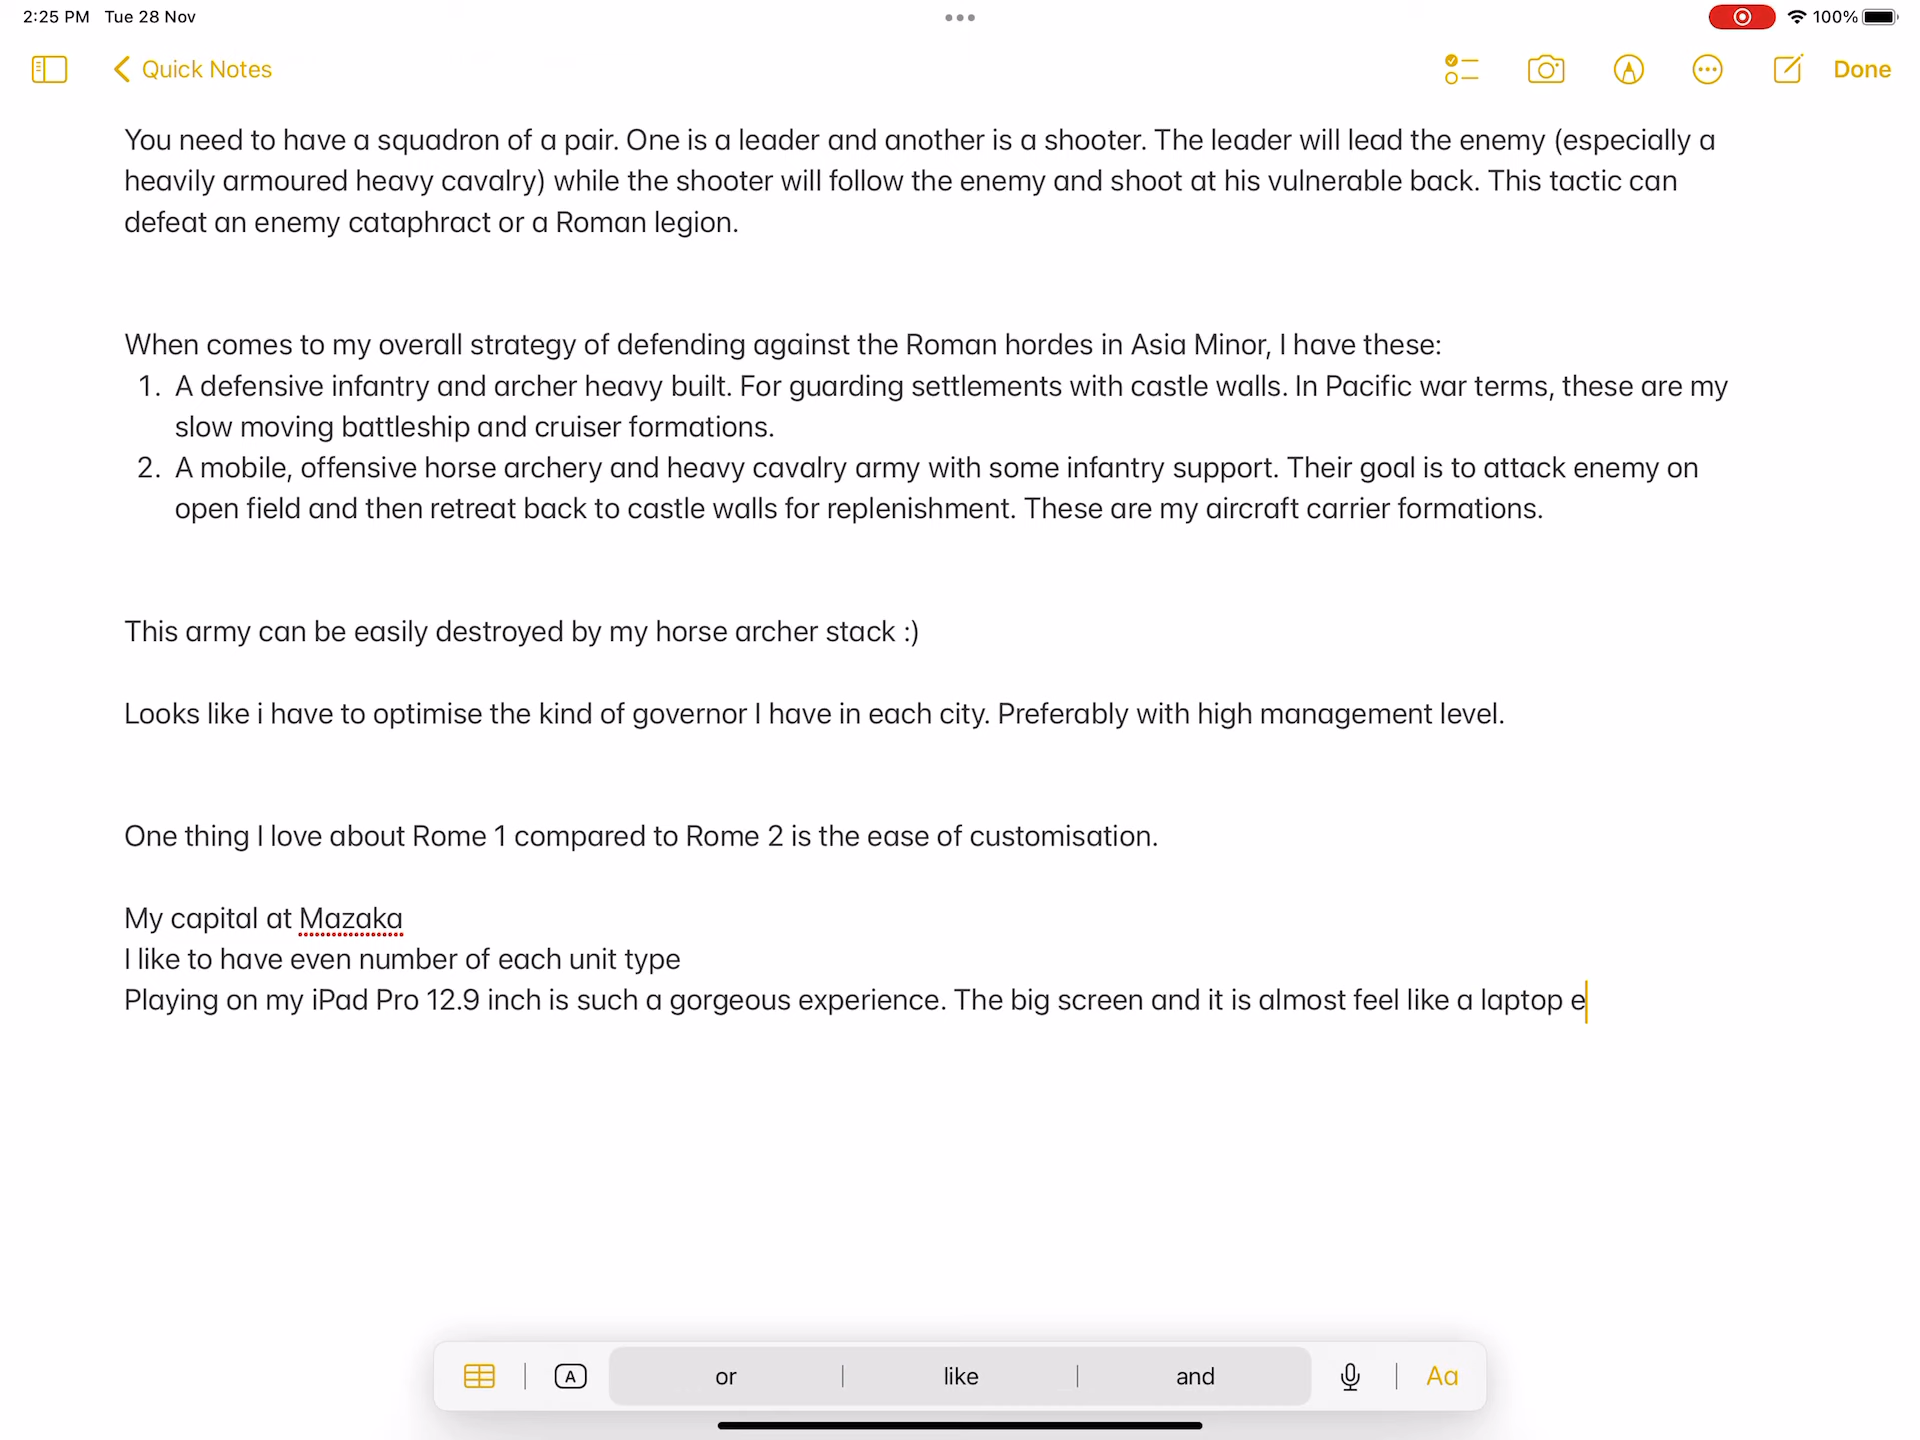 2:25 PM Tue 28 Nov
100%
Quick Notes
Done
You need to have a squadron of a pair. One is a leader and another is a shooter. The leader will lead the enemy (especially a
heavily armoured heavy cavalry) while the shooter will follow the enemy and shoot at his vulnerable back. This tactic can
defeat an enemy cataphract or a Roman legion.
When comes to my overall strategy of defending against the Roman hordes in Asia Minor, I have these:
1. A defensive infantry and archer heavy built. For guarding settlements with castle walls. In Pacific war terms, these are my
slow moving battleship and cruiser formations.
2. A mobile, offensive horse archery and heavy cavalry army with some infantry support. Their goal is to attack enemy on
open field and then retreat back to castle walls for replenishment. These are my aircraft carrier formations.
This army can be easily destroyed by my horse archer stack :)
Looks like i have to optimise the kind of governor I have in each city. Preferably with high management level.
One thing I love about Rome 1 compared to Rome 2 is the ease of customisation.
My capital at Mazaka
I like to have even number of each unit type
Playing on my iPad Pro 12.9 inch is such a gorgeous experience. The big screen and it is almost feel like a laptop e
A
or
like
and
Aa